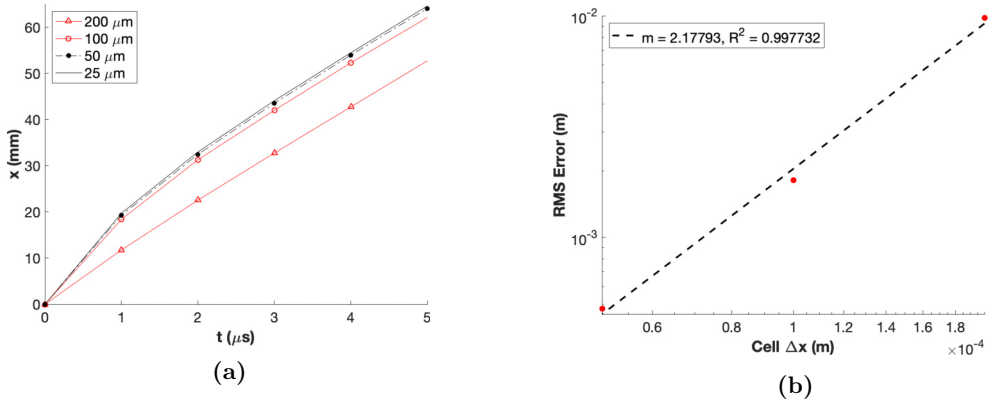 200 μm
100 μm
50 μm
25 μm
60
50
40
30
20
10
0
x (mm)
0 1 2 3 4 5
t (μs)
(a)
m = 2.17793, R² = 0.997732
10⁻²
10⁻³
RMS Error (m)
0.6 0.8 1 1.2 1.4 1.6 1.8
×10⁻⁴
Cell Δx (m)
(b)